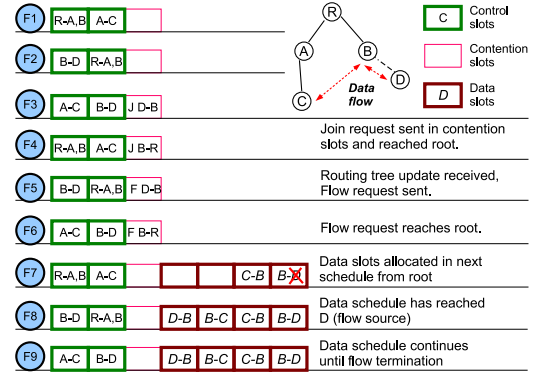 F1 R-A,B A-C
F2 B-D R-A,B
F3 A-C B-D J D-B
F4 R-A,B A-C J B-R
F5 B-D R-A,B F D-B
F6 A-C B-D F B-R
F7 R-A,B A-C C-B B-D
F8 B-D R-A,B D-B B-C C-B B-D
F9 A-C B-D D-B B-C C-B B-D
R
A
B
C
D
Data
flow
C Control
slots
Contention
slots
D Data
slots
Join request sent in contention
slots and reached root.
Routing tree update received,
Flow request sent.
Flow request reaches root.
Data slots allocated in next
schedule from root
Data schedule has reached
D (flow source)
Data schedule continues
until flow termination